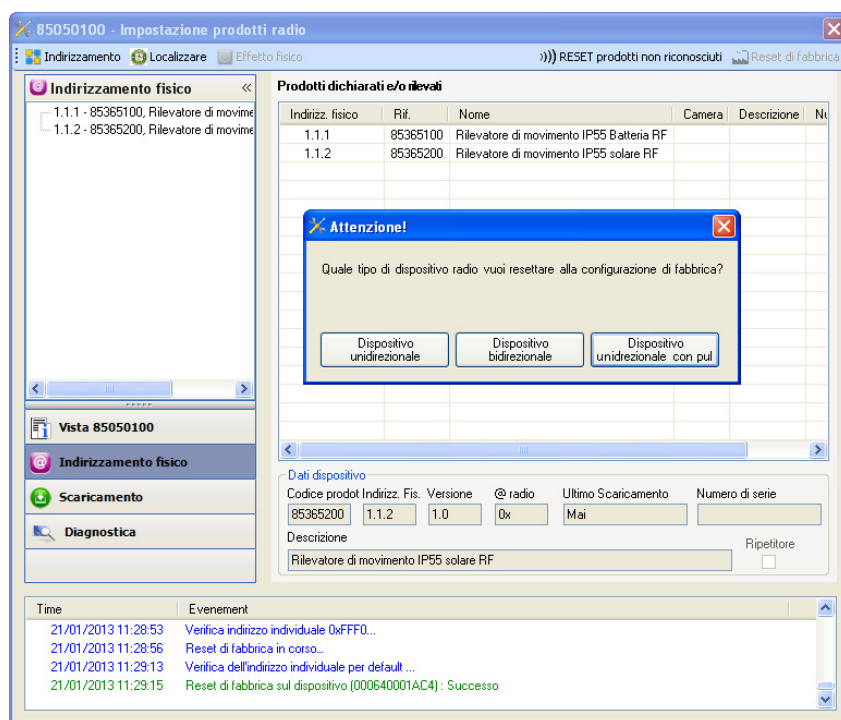 85050100 - Impostazione prodotti radio
Indirizzamento Localizzare Effetto fisico ))) RESET prodotti non riconosciuti Reset di fabbrica
Indirizzamento fisico «
1.1.1 - 85365100, Rilevatore di movime
1.1.2 - 85365200, Rilevatore di movime
Prodotti dichiarati e/o rilevati
Indirizz. fisico Rif. Nome Camera Descrizione Nu
1.1.1 85365100 Rilevatore di movimento IP55 Batteria RF
1.1.2 85365200 Rilevatore di movimento IP55 solare RF
Attenzione!
Quale tipo di dispositivo radio vuoi resettare alla configurazione di fabbrica?
Dispositivo unidirezionale
Dispositivo bidirezionale
Dispositivo unidrezionale con pul
Vista 85050100
Indirizzamento fisico
Scaricamento
Diagnostica
Dati dispositivo
Codice prodot Indirizz. Fis. Versione @ radio Ultimo Scaricamento Numero di serie
85365200 1.1.2 1.0 0x Mai
Descrizione
Rilevatore di movimento IP55 solare RF
Ripetitore
Time Evenement
21/01/2013 11:28:53 Verifica indirizzo individuale 0xFFF0...
21/01/2013 11:28:56 Reset di fabbrica in corso...
21/01/2013 11:29:13 Verifica dell'indirizzo individuale per default ...
21/01/2013 11:29:15 Reset di fabbrica sul dispositivo (000640001AC4) : Successo